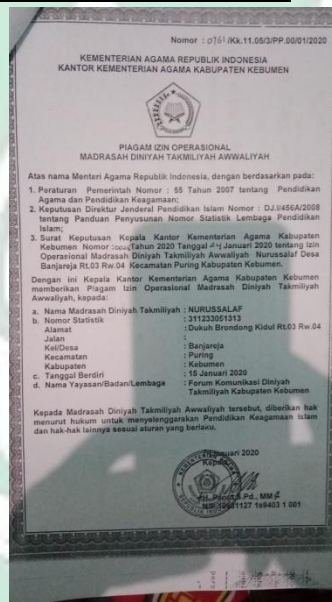 Nomor : 0761/Kk.11.05/3/PP.00/01/2020
KEMENTERIAN AGAMA REPUBLIK INDONESIA
KANTOR KEMENTERIAN AGAMA KABUPATEN KEBUMEN
PIAGAM IZIN OPERASIONAL
MADRASAH DINIYAH TAKMILIYAH AWWALIYAH
Atas nama Menteri Agama Republik Indonesia, dengan berdasarkan pada:
1. Peraturan Pemerintah Nomor : 55 Tahun 2007 tentang Pendidikan
Agama dan Pendidikan Keagamaan;
2. Keputusan Direktur Jenderal Pendidikan Islam Nomor : DJ.I/456A/2008
tentang Panduan Penyusunan Nomor Statistik Lembaga Pendidikan
Islam;
3. Surat Keputusan Kepala Kantor Kementerian Agama Kabupaten
Kebumen Nomor : Tahun 2020 Tanggal Januari 2020 tentang Izin
Operasional Madrasah Diniyah Takmiliyah Awwaliyah Nurussalaf Desa
Banjareja Rt.03 Rw.04 Kecamatan Puring Kabupaten Kebumen.
Dengan ini Kepala Kantor Kementerian Agama Kabupaten Kebumen
memberikan Piagam Izin Operasional Madrasah Diniyah Takmiliyah
Awwaliyah, kepada:
a. Nama Madrasah Diniyah Takmiliyah : NURUSSALAF
b. Nomor Statistik : 311233051313
Alamat : Dukuh Brondong Kidul Rt.03 Rw.04
Jalan :
Kel/Desa : Banjareja
Kecamatan : Puring
Kabupaten : Kebumen
c. Tanggal Berdiri : 15 Januari 2020
d. Nama Yayasan/Badan/Lembaga : Forum Komunikasi Diniyah
Takmiliyah Kabupaten Kebumen
Kepada Madrasah Diniyah Takmiliyah Awwaliyah tersebut, diberikan hak
menurut hukum untuk menyelenggarakan Pendidikan Keagamaan Islam
dan hak-hak lainnya sesuai aturan yang berlaku.
Januari 2020
Kepala
S.Pd., MM
1127 199403 1 001